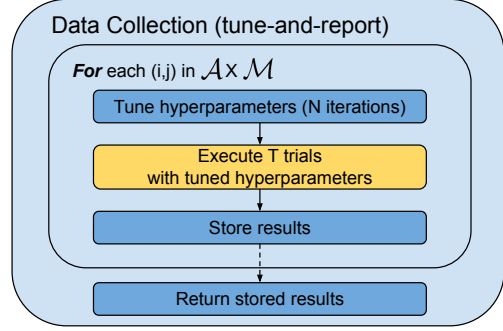 Data Collection (tune-and-report)
For each (i,j) in 𝒜 x ℳ
Tune hyperparameters (N iterations)
Execute T trials
with tuned hyperparameters
Store results
Return stored results